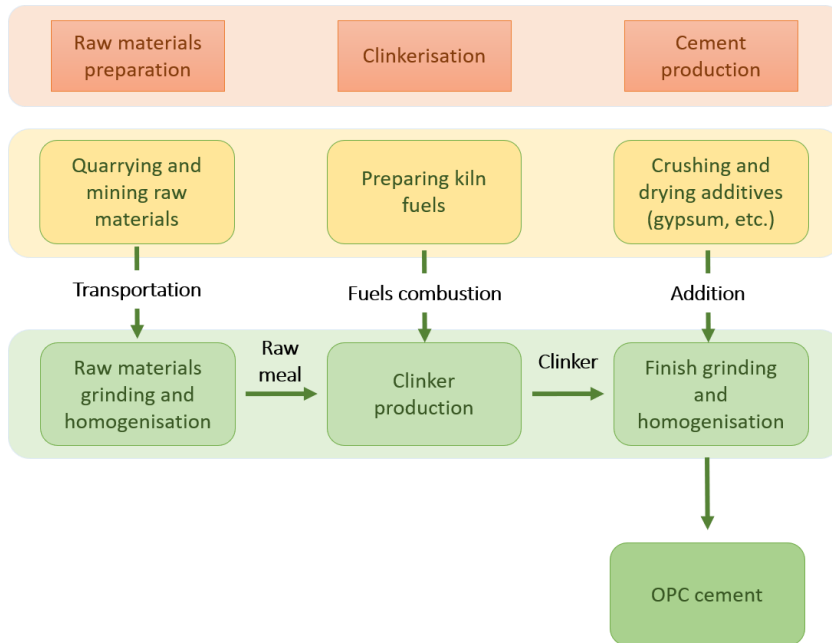 Raw materials
preparation
Clinkerisation
Cement
production
Quarrying and
mining raw
materials
Preparing kiln
fuels
Crushing and
drying additives
(gypsum, etc.)
Transportation
Fuels combustion
Addition
Raw materials
grinding and
homogenisation
Raw
meal
Clinker
production
Clinker
Finish grinding
and
homogenisation
OPC cement